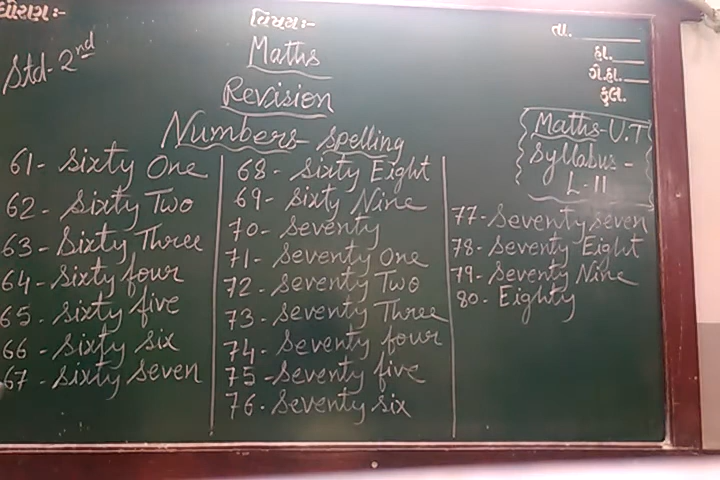 ધોરણ:-
વિષય:-
તા.
હા.
ગે.હા.
કુલ.
Std- 2nd
Maths
Revision
Numbers- spelling
61- Sixty One
62- Sixty Two
63- Sixty Three
64- Sixty four
65- Sixty five
66- Sixty six
67- Sixty seven
68- Sixty Eight
69- Sixty Nine
70- Seventy
71- Seventy One
72- Seventy Two
73- Seventy Three
74- Seventy four
75- Seventy five
76- Seventy six
Maths-U.T
Syllabus-
L-11
77- Seventy seven
78- Seventy Eight
79- Seventy Nine
80- Eighty